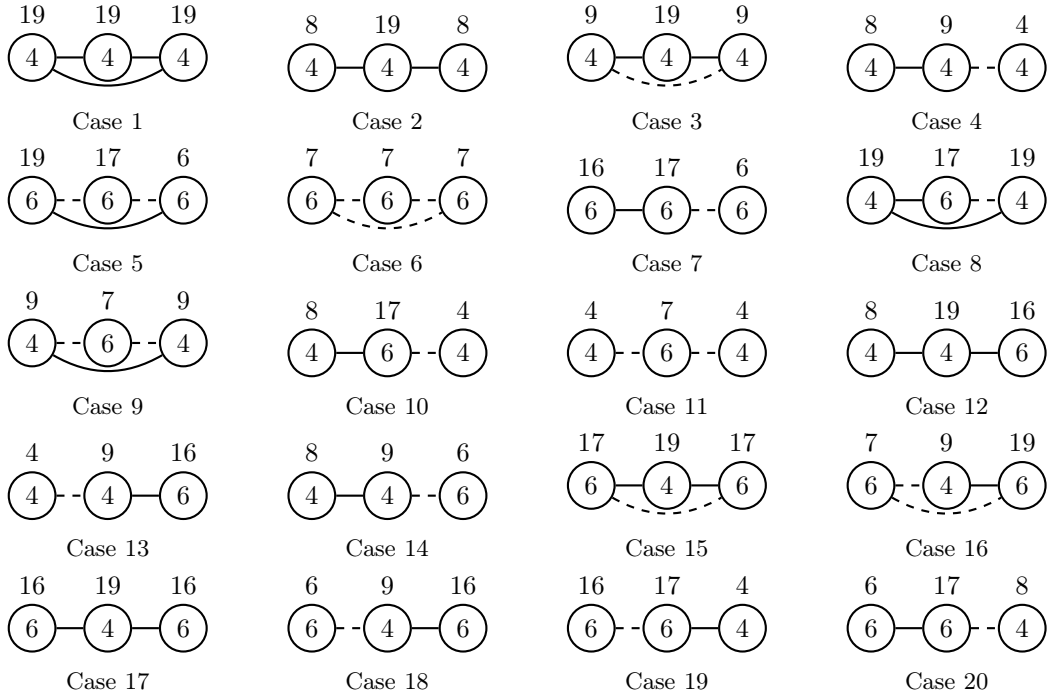 19 19 19 8 19 8 9 19 9 8 9 4
4 4 4 4 4 4 4 4 4 4 4 4
Case 1 Case 2 Case 3 Case 4
19 17 6 7 7 7 16 17 6 19 17 19
6 6 6 6 6 6 6 6 6 4 6 4
Case 5 Case 6 Case 7 Case 8
9 7 9 8 17 4 4 7 4 8 19 16
4 6 4 4 6 4 4 6 4 4 4 6
Case 9 Case 10 Case 11 Case 12
4 9 16 8 9 6 17 19 17 7 9 19
4 4 6 4 4 6 6 4 6 6 4 6
Case 13 Case 14 Case 15 Case 16
16 19 16 6 9 16 16 17 4 6 17 8
6 4 6 6 4 6 6 6 4 6 6 4
Case 17 Case 18 Case 19 Case 20